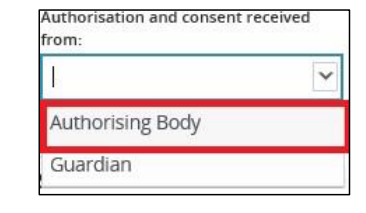 Authorisation and consent received
from:
Authorising Body
Guardian